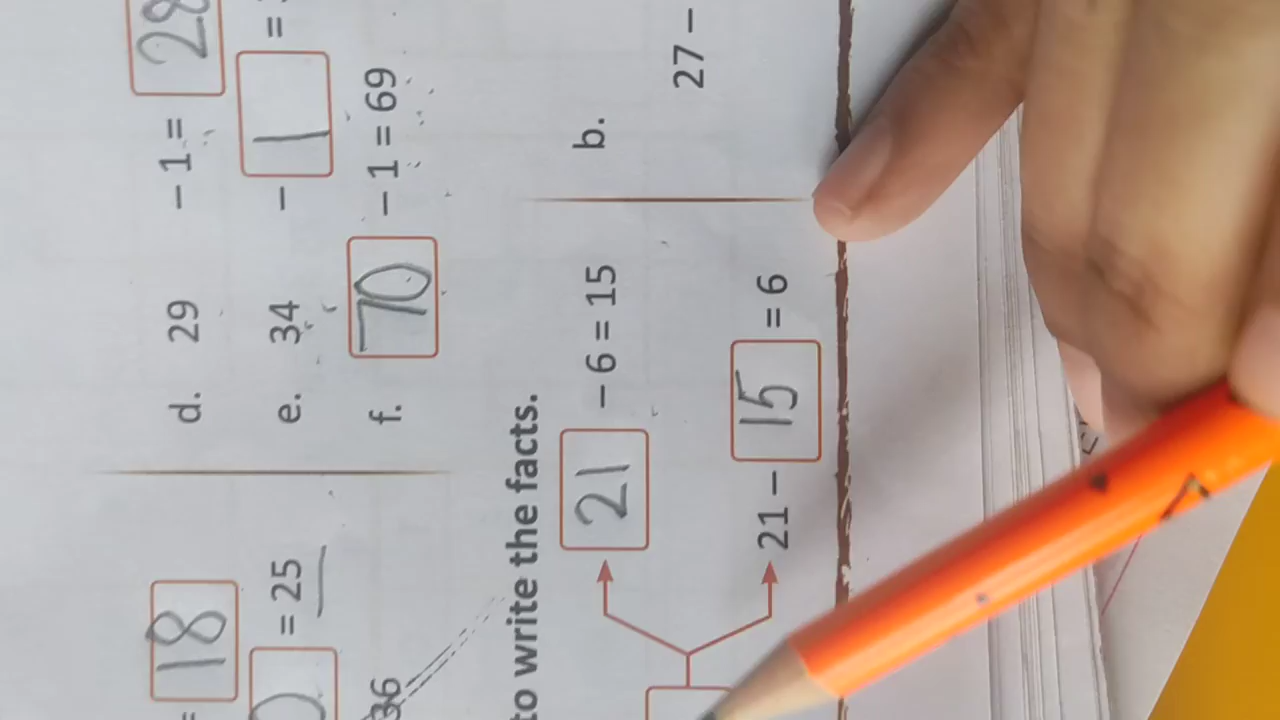 = 18
= 25
36
d. 29 - 1 = 28
e. 34 - 1 =
f. 70 - 1 = 69
to write the facts.
21 - 6 = 15
21 - 15 = 6
b.
27 -